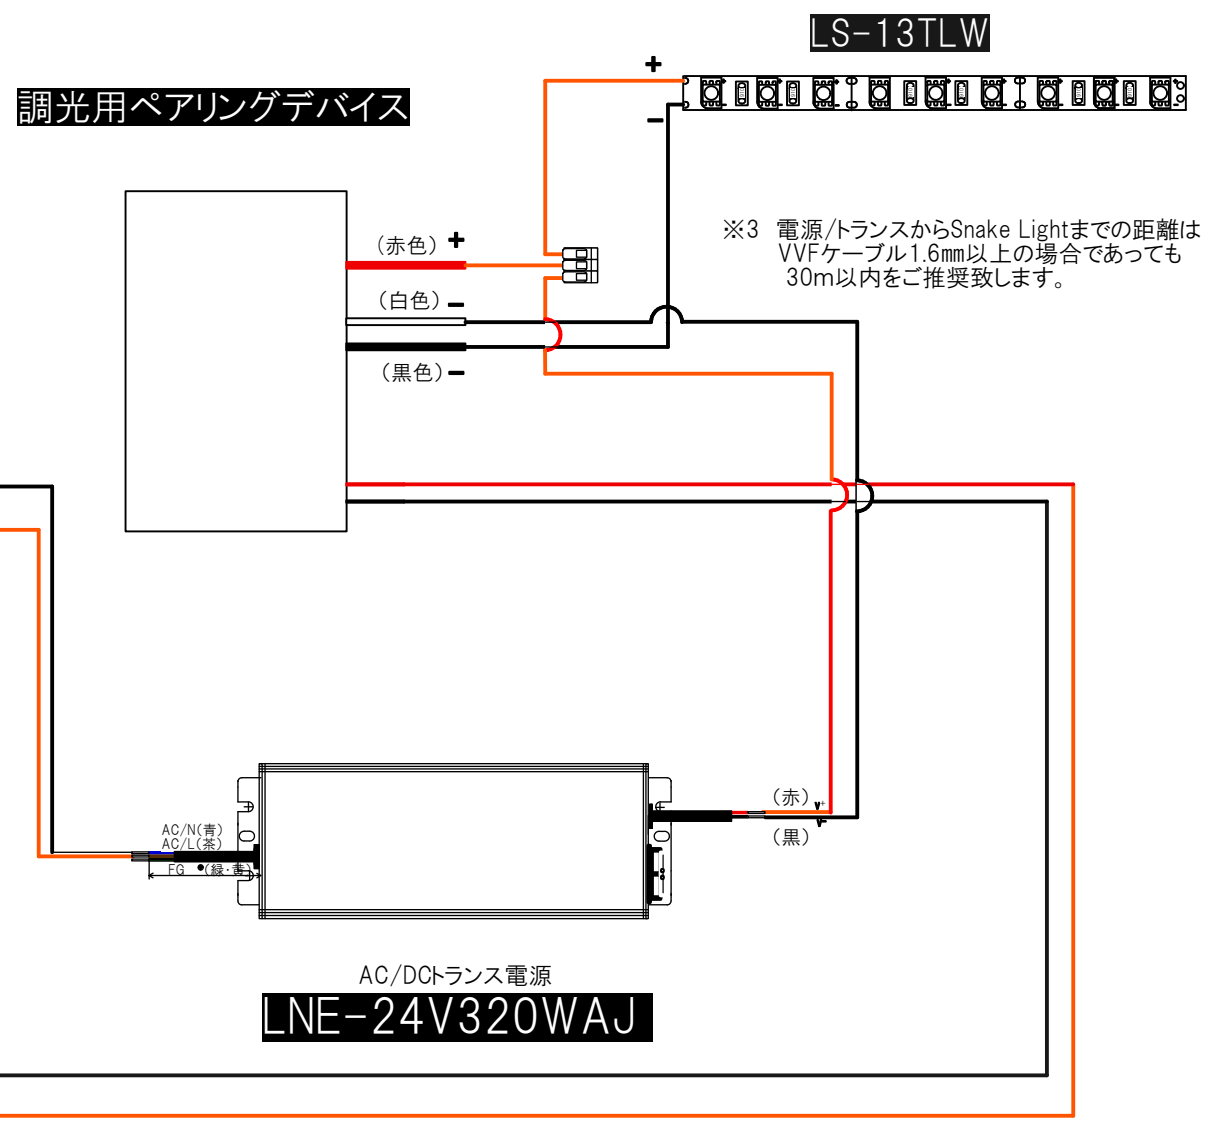 LS-13TLW
＋
調光用ペアリングデバイス
−
※3 電源/トランスからSnake Lightまでの距離は
VVFケーブル1.6㎜以上の場合であっても
30m以内をご推奨致します。
(赤色) ＋
(白色) −
(黒色) −
(赤) V+
(黒) V-
AC/N(青)
AC/L(茶)
FG ●(緑・黄)
AC/DCトランス電源
LNE-24V320WAJ